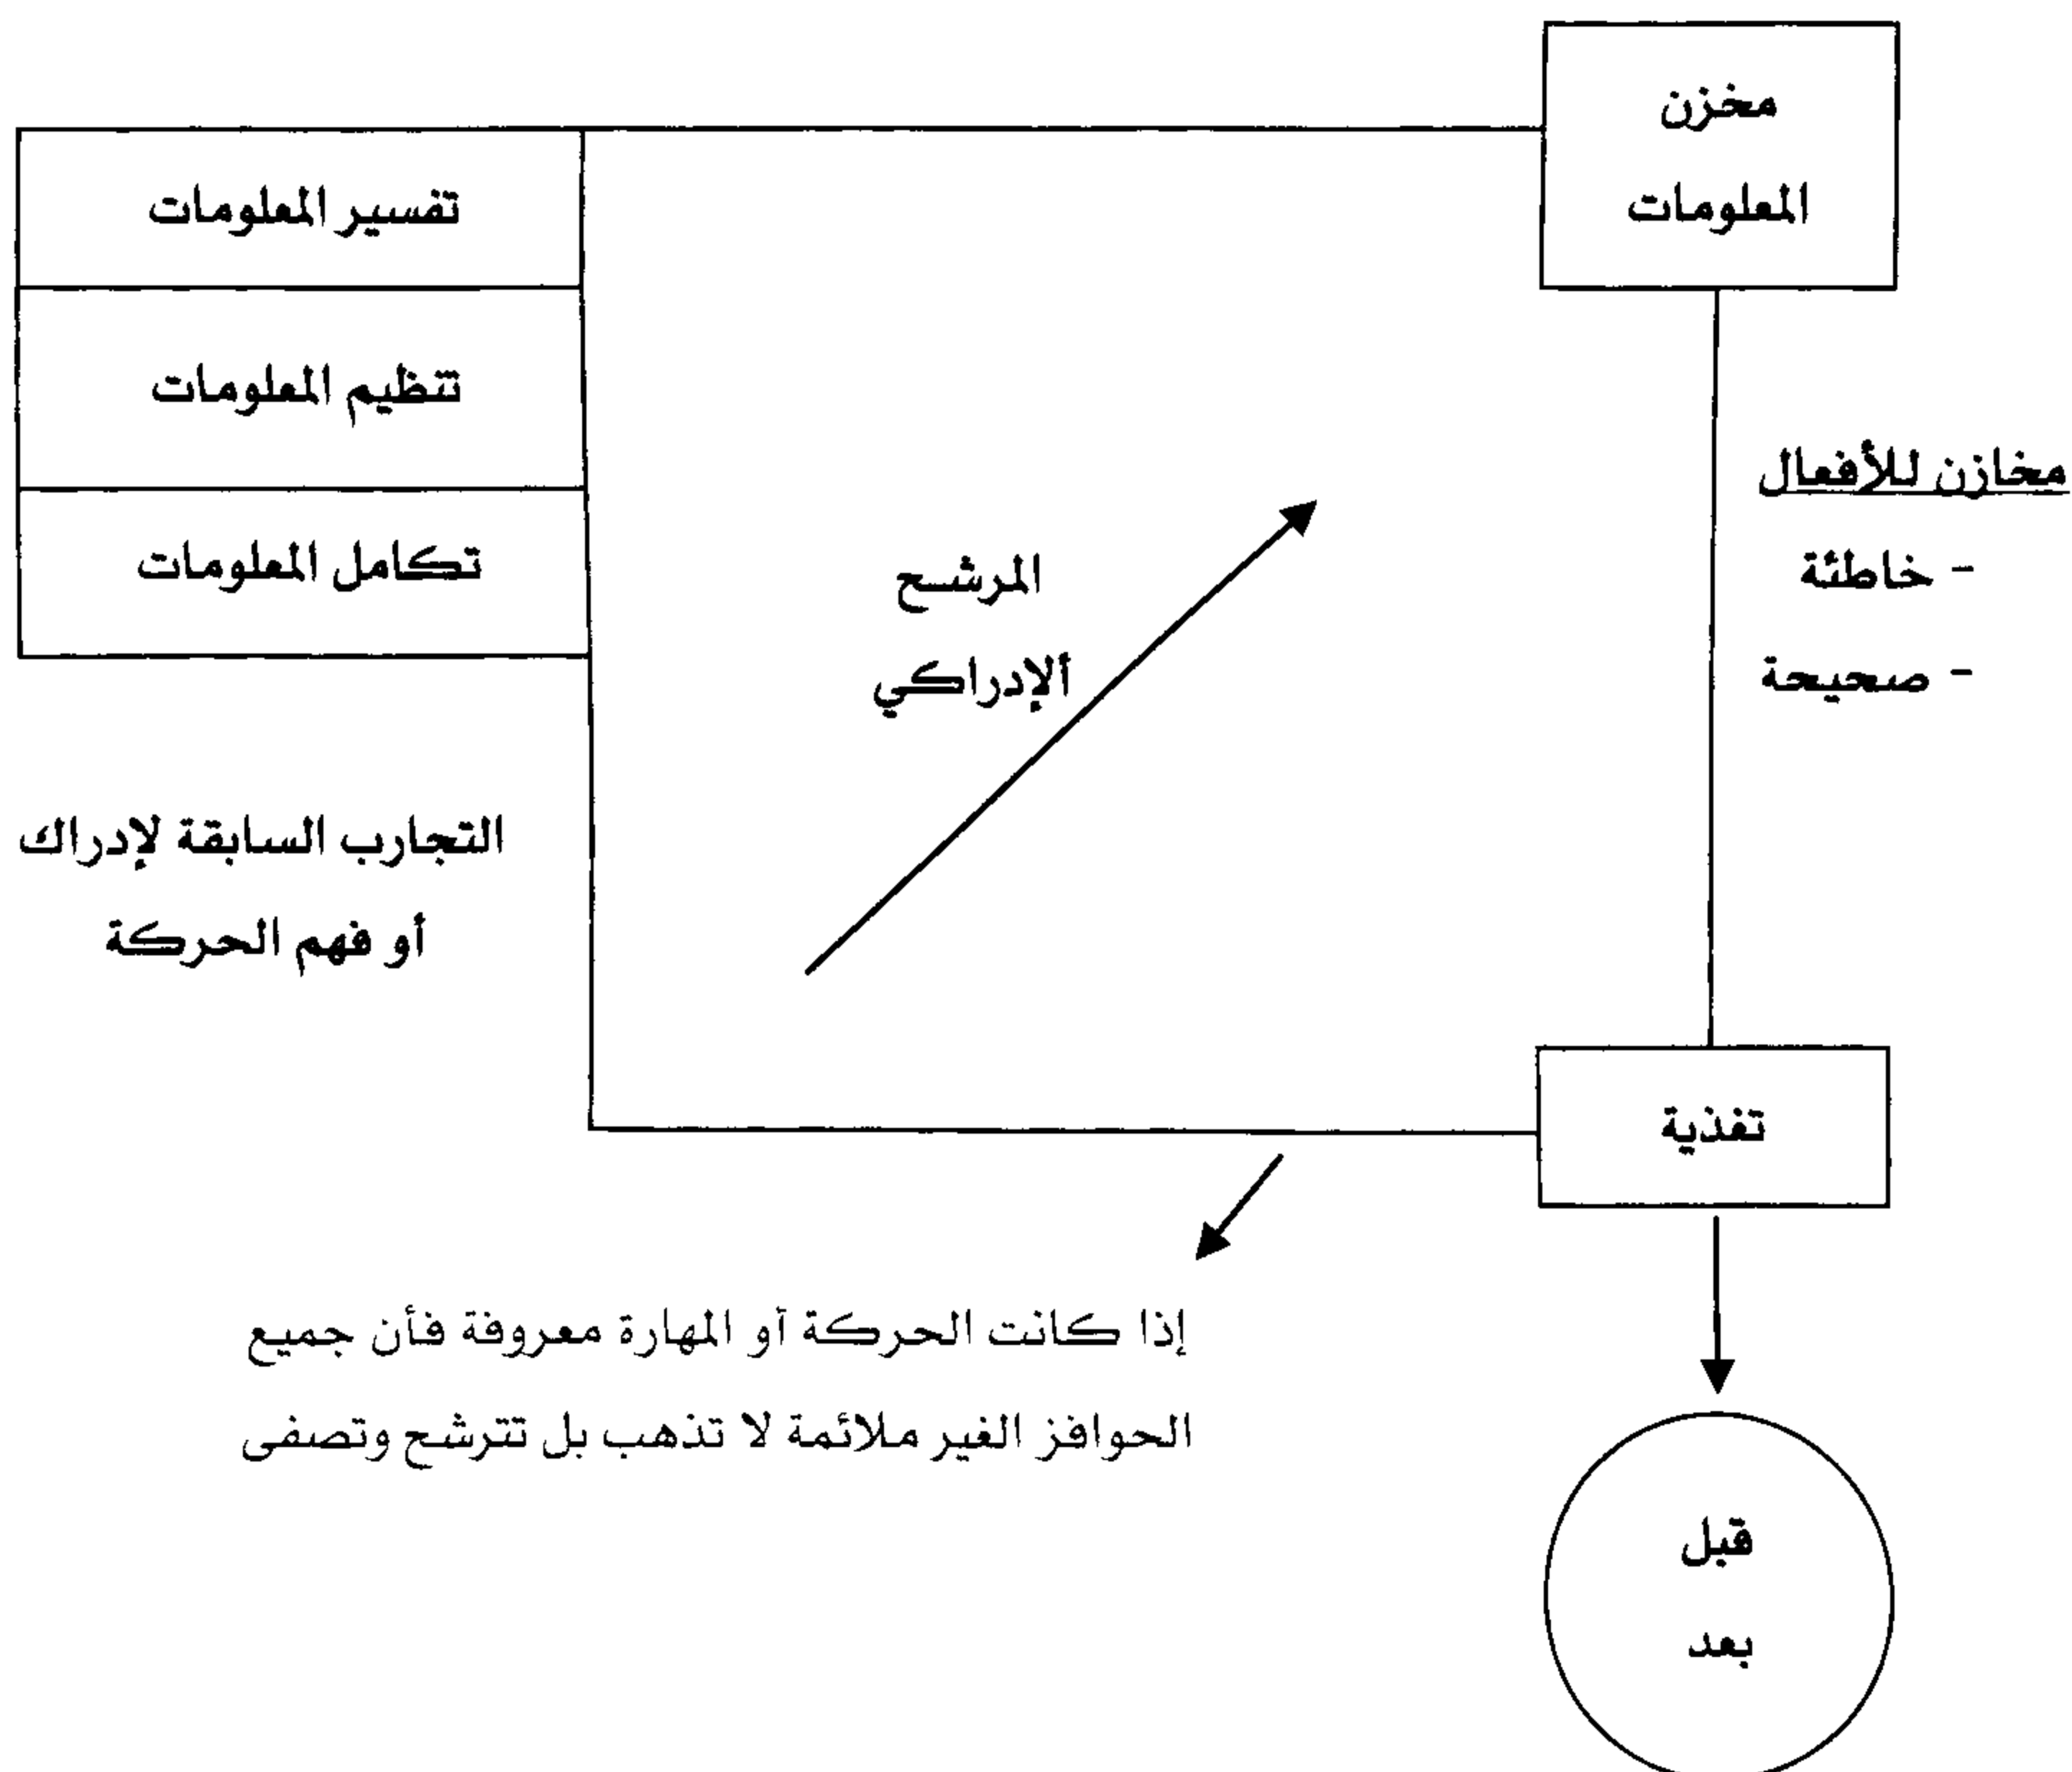 مخزن
المعلومات
تفسير المعلومات
تنظيم المعلومات
تكامل المعلومات
مخازن للأفعال
- خاطئة
- صحيحة
المرشح
الإدراكي
التجارب السابقة لإدراك
أو فهم الحركة
تغذية
إذا كانت الحركة أو المهارة معروفة فأن جميع
الحوافز الغير ملائمة لا تذهب بل تترشح وتصفى
قبل
بعد